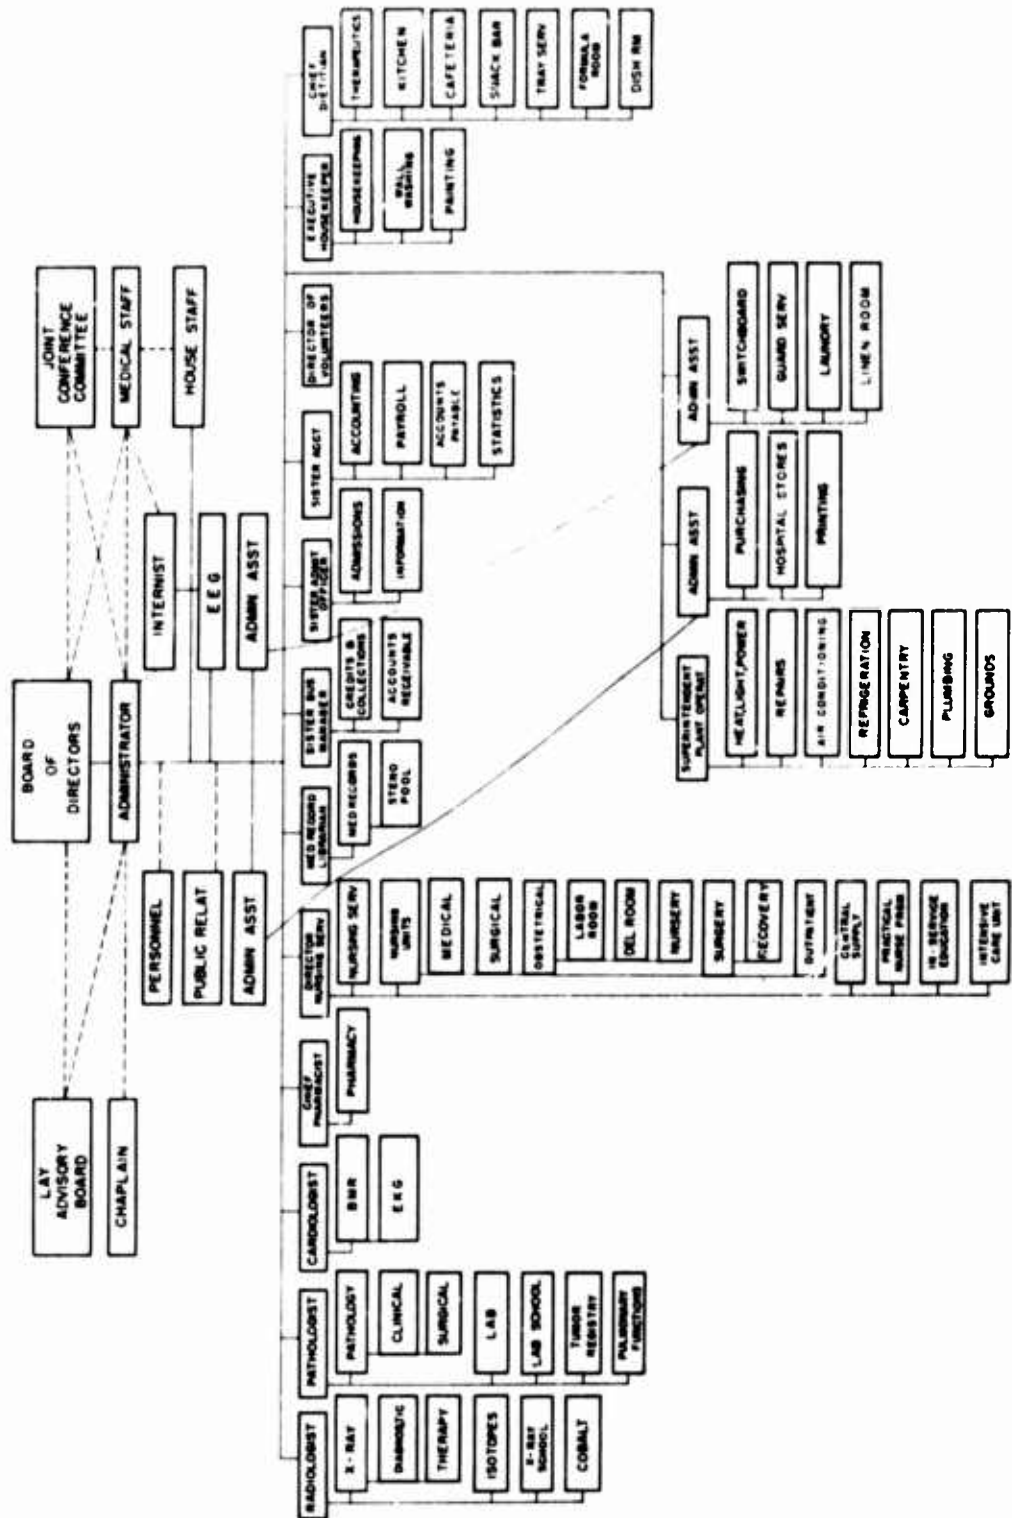 BOARD
OF
DIRECTORS
LAY
ADVISORY
BOARD
JOINT
CONFERENCE
COMMITTEE
CHAPLAIN
ADMINISTRATOR
MEDICAL STAFF
PERSONNEL
INTERNIST
HOUSE STAFF
PUBLIC RELAT
EEG
ADMIN ASST
ADMIN ASST
RADIOLOGIST
X-RAY
DIAGNOSTIC
THERAPY
ISOTOPES
X-RAY
SCHOOL
COBALT
PATHOLOGIST
PATHOLOGY
CLINICAL
SURGICAL
LAB
LAB SCHOOL
TUMOR
REGISTRY
PULMONARY
FUNCTIONS
CARDIOLOGIST
BMR
EKG
CHIEF
PHARMACIST
PHARMACY
DIRECTOR
NURSING SERV
NURSING SERV
NURSING
UNITS
MEDICAL
SURGICAL
OBSTETRICAL
LABOR
ROOM
DEL ROOM
NURSERY
SURGERY
RECOVERY
OUTPATIENT
CENTRAL
SUPPLY
PRACTICAL
NURSE PROG
IN-SERVICE
EDUCATION
INTENSIVE
CARE UNIT
MED RECORD
LIBRARIAN
MED RECORDS
STENO
POOL
SISTER BUS
MANAGER
CREDITS &
COLLECTIONS
ACCOUNTS
RECEIVABLE
SISTER ADMT
OFFICER
ADMISSIONS
INFORMATION
SISTER ACCT
ACCOUNTING
PAYROLL
ACCOUNTS
PAYABLE
STATISTICS
DIRECTOR OF
VOLUNTEERS
EXECUTIVE
HOUSEKEEPER
HOUSEKEEPING
WALL
WASHING
PAINTING
CHIEF
DIETITIAN
THERAPEUTICS
KITCHEN
CAFETERIA
SNACK BAR
TRAY SERV
FORMULA
ROOM
DISH RM
SUPERINTENDENT
PLANT OPERAT
HEAT, LIGHT, POWER
REPAIRS
AIR CONDITIONING
REFRIGERATION
CARPENTRY
PLUMBING
GROUNDS
ADMIN ASST
PURCHASING
HOSPITAL STORES
PRINTING
ADMIN ASST
SWITCHBOARD
GUARD SERV
LAUNDRY
LINEN ROOM